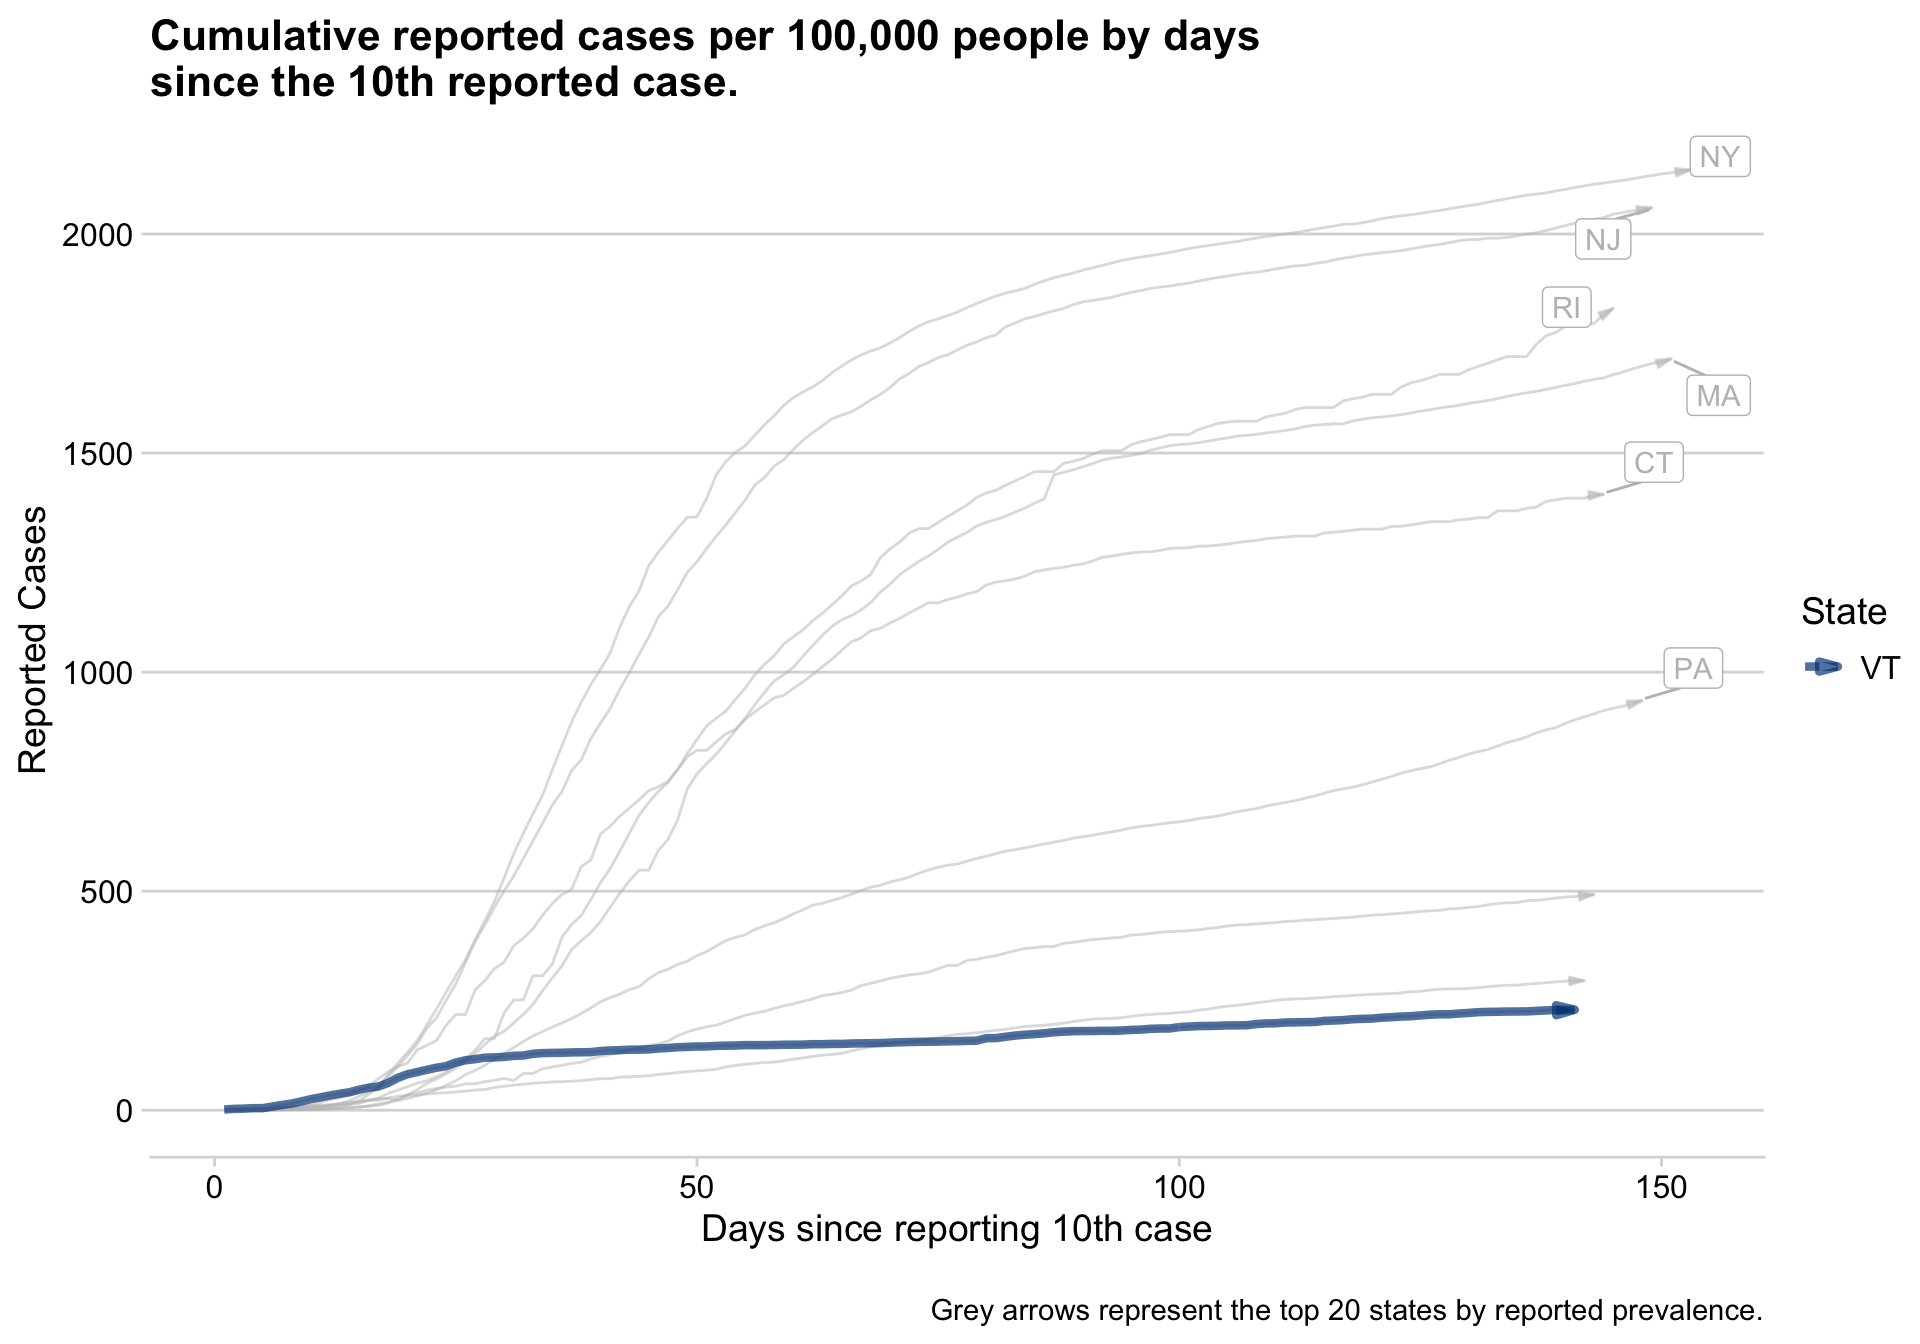 Cumulative reported cases per 100,000 people by days
since the 10th reported case.
NY
2000
NJ
RI
MA
1500
CT
Reported Cases
State
VT
1000
PA
500
0
0 50 100 150
Days since reporting 10th case
Grey arrows represent the top 20 states by reported prevalence.